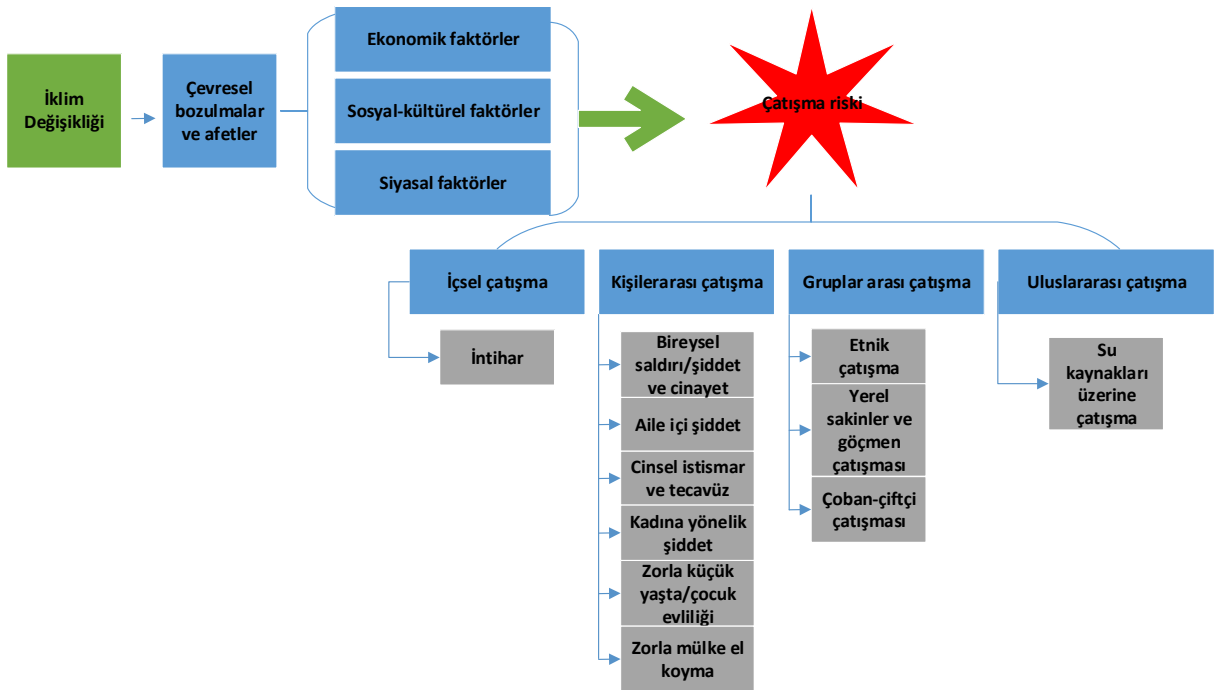 İklim
Değişikliği
Çevresel
bozulmalar
ve afetler
Ekonomik faktörler
Sosyal-kültürel faktörler
Siyasal faktörler
Çatışma riski
İçsel çatışma
İntihar
Kişilerarası çatışma
Bireysel
saldırı/şiddet
ve cinayet
Aile içi şiddet
Cinsel istismar
ve tecavüz
Kadına yönelik
şiddet
Zorla küçük
yaşta/çocuk
evliliği
Zorla mülke el
koyma
Gruplar arası çatışma
Etnik
çatışma
Yerel
sakinler ve
göçmen
çatışması
Çoban-çiftçi
çatışması
Uluslararası çatışma
Su
kaynakları
üzerine
çatışma